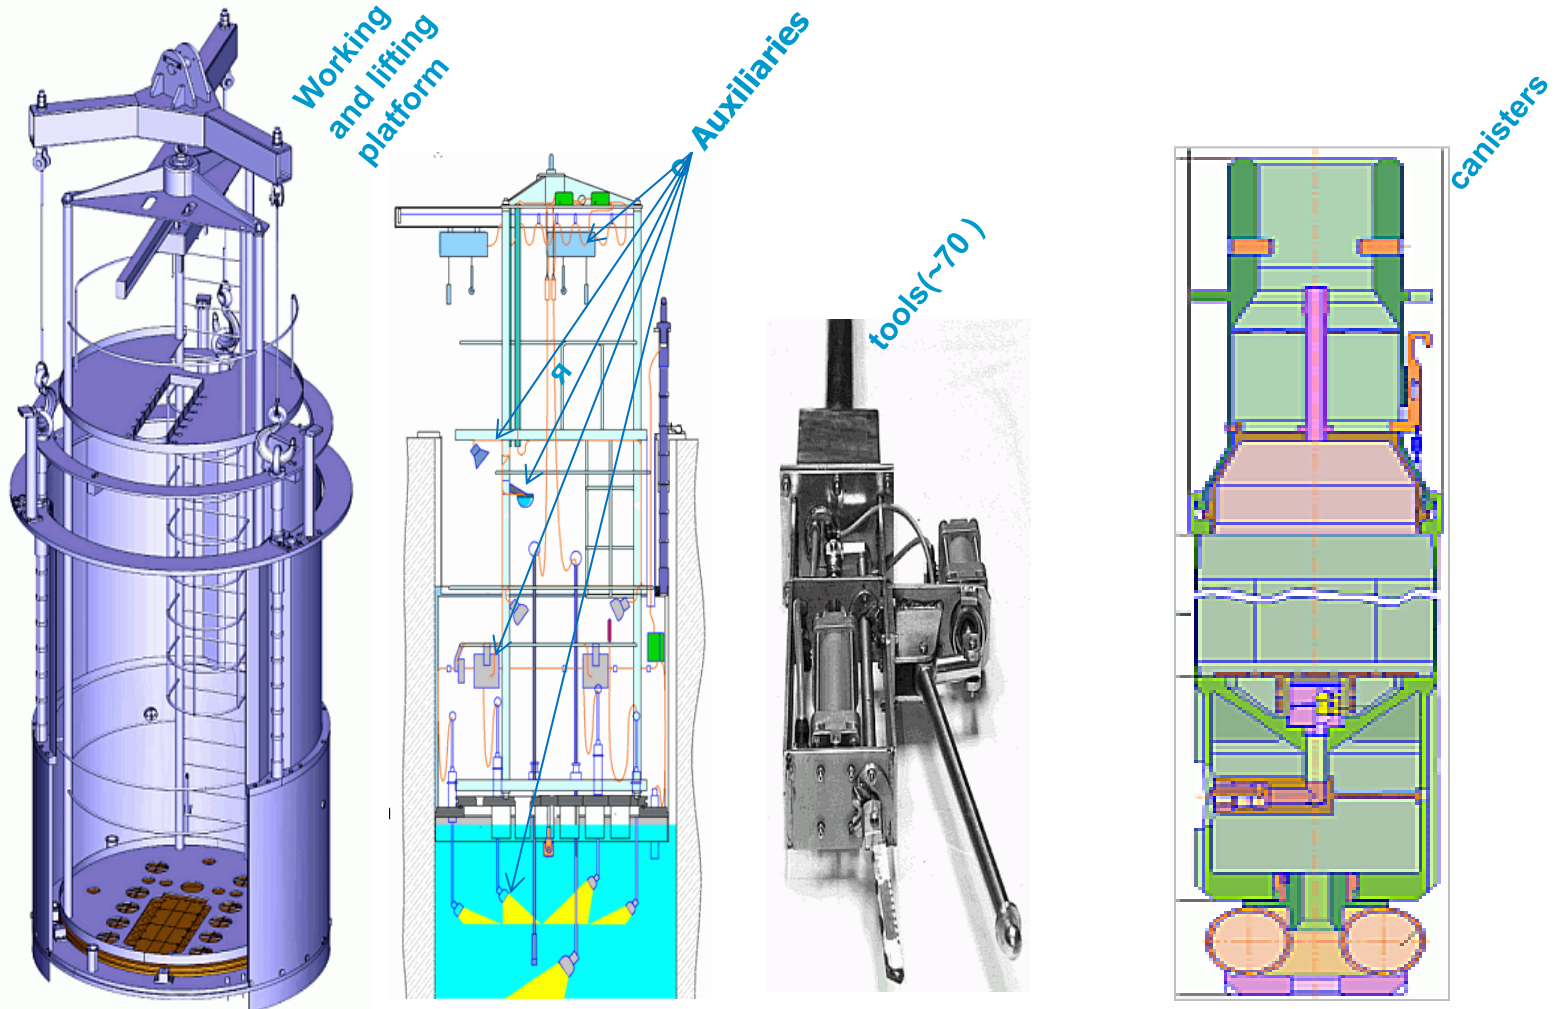 Working
and lifting
platform
Auxiliaries
я
tools(~70 )
canisters